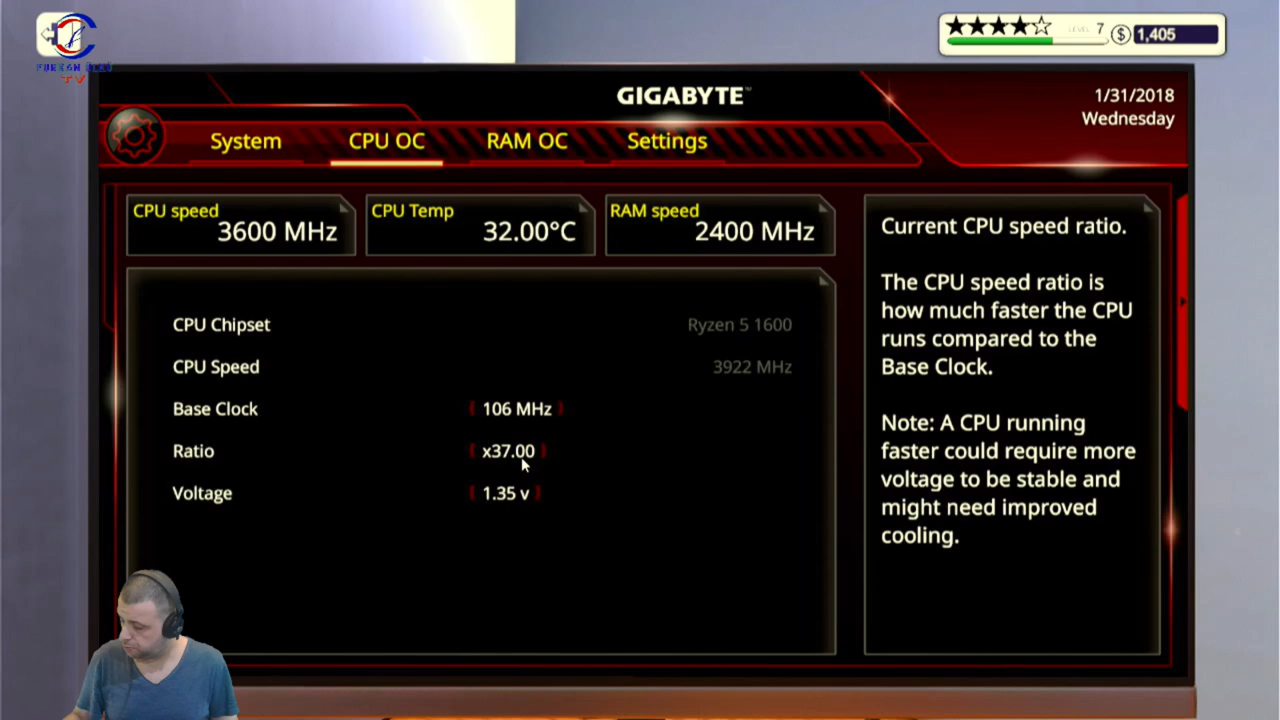 TV
LEVEL 7
$ 1,405
GIGABYTE™
1/31/2018
Wednesday
System
CPU OC
RAM OC
Settings
CPU speed
3600 MHz
CPU Temp
32.00°C
RAM speed
2400 MHz
CPU Chipset
Ryzen 5 1600
CPU Speed
3922 MHz
Base Clock
106 MHz
Ratio
x37.00
Voltage
1.35 v
Current CPU speed ratio.
The CPU speed ratio is
how much faster the CPU
runs compared to the
Base Clock.
Note: A CPU running
faster could require more
voltage to be stable and
might need improved
cooling.